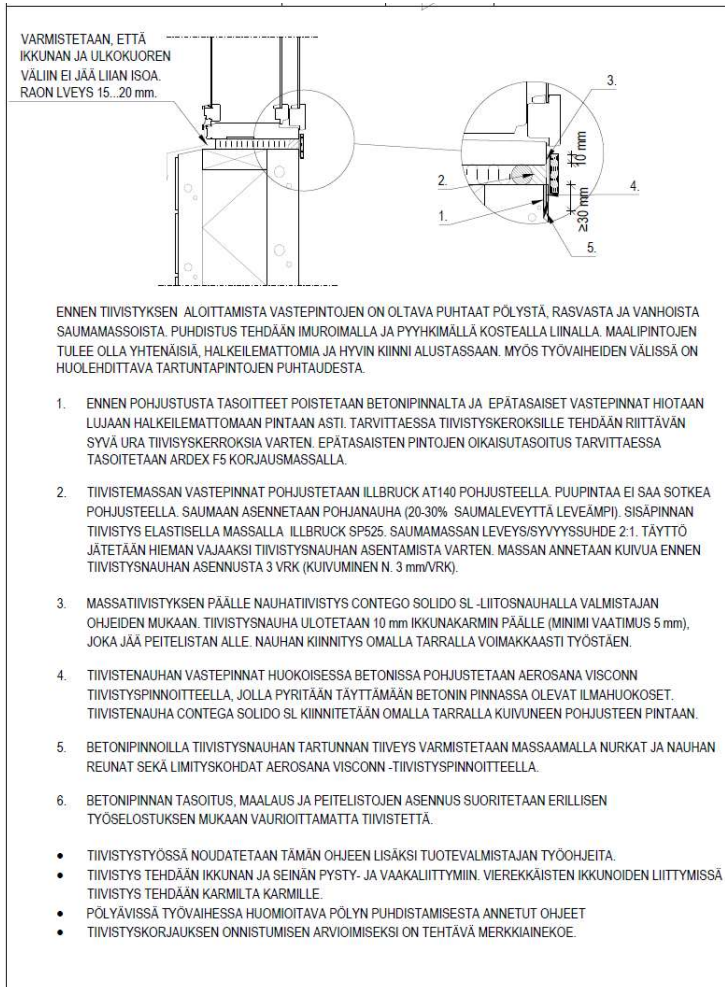 VARMISTETAAN, ETTÄ
IKKUNAN JA ULKOKUOREN
VÄLIIN EI JÄÄ LIIAN ISOA.
RAON LVEYS 15...20 mm.
3.
10 mm
2.
4.
1.
≥30 mm
5.
ENNEN TIIVISTYKSEN ALOITTAMISTA VASTEPINTOJEN ON OLTAVA PUHTAAT PÖLYSTÄ, RASVASTA JA VANHOISTA
SAUMAMASSOISTA. PUHDISTUS TEHDÄÄN IMUROIMALLA JA PYYHKIMÄLLÄ KOSTEALLA LIINALLA. MAALIPINTOJEN
TULEE OLLA YHTENÄISIÄ, HALKEILEMATTOMIA JA HYVIN KIINNI ALUSTASSAAN. MYÖS TYÖVAIHEIDEN VÄLISSÄ ON
HUOLEHDITTAVA TARTUNTAPINTOJEN PUHTAUDESTA.
1. ENNEN POHJUSTUSTA TASOITTEET POISTETAAN BETONIPINNALTA JA EPÄTASAISET VASTEPINNAT HIOTAAN
LUJAAN HALKEILEMATTOMAAN PINTAAN ASTI. TARVITTAESSA TIIVISTYSKEROKSILLE TEHDÄÄN RIITTÄVÄN
SYVÄ URA TIIVISYSKERROKSIA VARTEN. EPÄTASAISTEN PINTOJEN OIKAISUTASOITUS TARVITTAESSA
TASOITETAAN ARDEX F5 KORJAUSMASSALLA.
2. TIIVISTEMASSAN VASTEPINNAT POHJUSTETAAN ILLBRUCK AT140 POHJUSTEELLA. PUUPINTAA EI SAA SOTKEA
POHJUSTEELLA. SAUMAAN ASENNETAAN POHJANAUHA (20-30% SAUMALEVEYTTÄ LEVEÄMPI). SISÄPINNAN
TIIVISTYS ELASTISELLA MASSALLA ILLBRUCK SP525. SAUMAMASSAN LEVEYS/SYVYYSSUHDE 2:1. TÄYTTÖ
JÄTETÄÄN HIEMAN VAJAAKSI TIIVISTYSNAUHAN ASENTAMISTA VARTEN. MASSAN ANNETAAN KUIVUA ENNEN
TIIVISTYSNAUHAN ASENNUSTA 3 VRK (KUIVUMINEN N. 3 mm/VRK).
3. MASSATIIVISTYKSEN PÄÄLLE NAUHATIIVISTYS CONTEGO SOLIDO SL -LIITOSNAUHALLA VALMISTAJAN
OHJEIDEN MUKAAN. TIIVISTYSNAUHA ULOTETAAN 10 mm IKKUNAKARMIN PÄÄLLE (MINIMI VAATIMUS 5 mm),
JOKA JÄÄ PEITELISTAN ALLE. NAUHAN KIINNITYS OMALLA TARRALLA VOIMAKKAASTI TYÖSTÄEN.
4. TIIVISTENAUHAN VASTEPINNAT HUOKOISESSA BETONISSA POHJUSTETAAN AEROSANA VISCONN
TIIVISTYSPINNOITTEELLA, JOLLA PYRITÄÄN TÄYTTÄMÄÄN BETONIN PINNASSA OLEVAT ILMAHUOKOSET.
TIIVISTENAUHA CONTEGA SOLIDO SL KIINNITETÄÄN OMALLA TARRALLA KUIVUNEEN POHJUSTEEN PINTAAN.
5. BETONIPINNOILLA TIIVISTYSNAUHAN TARTUNNAN TIIVEYS VARMISTETAAN MASSAAMALLA NURKAT JA NAUHAN
REUNAT SEKÄ LIMITYSKOHDAT AEROSANA VISCONN -TIIVISTYSPINNOITTEELLA.
6. BETONIPINNAN TASOITUS, MAALAUS JA PEITELISTOJEN ASENNUS SUORITETAAN ERILLISEN
TYÖSELOSTUKSEN MUKAAN VAURIOITTAMATTA TIIVISTETTÄ.
• TIIVISTYSTYÖSSÄ NOUDATETAAN TÄMÄN OHJEEN LISÄKSI TUOTEVALMISTAJAN TYÖOHJEITA.
• TIIVISTYS TEHDÄÄN IKKUNAN JA SEINÄN PYSTY- JA VAAKALIITTYMIIN. VIEREKKÄISTEN IKKUNOIDEN LIITTYMISSÄ
TIIVISTYS TEHDÄÄN KARMILTA KARMILLE.
• PÖLYÄVISSÄ TYÖVAIHESSA HUOMIOITAVA PÖLYN PUHDISTAMISESTA ANNETUT OHJEET
• TIIVISTYSKORJAUKSEN ONNISTUMISEN ARVIOIMISEKSI ON TEHTÄVÄ MERKKIAINEKOE.